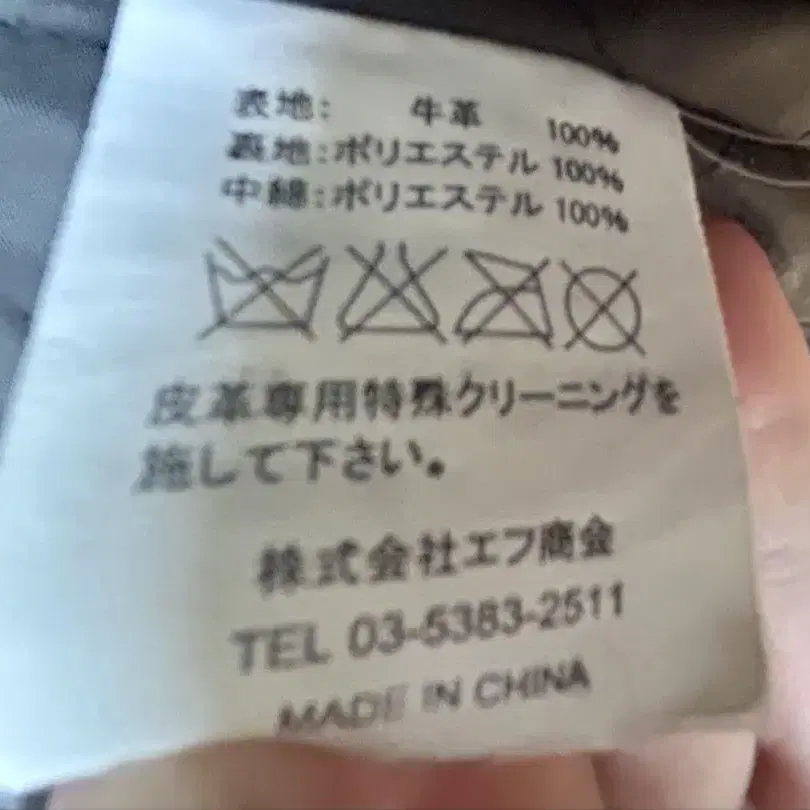 表地: 牛革 100%
裏地:ポリエステル 100%
中綿:ポリエステル 100%
皮革専用特殊クリーニングを
施して下さい。
株式会社エフ商会
TEL 03-5383-2511
MADE IN CHINA